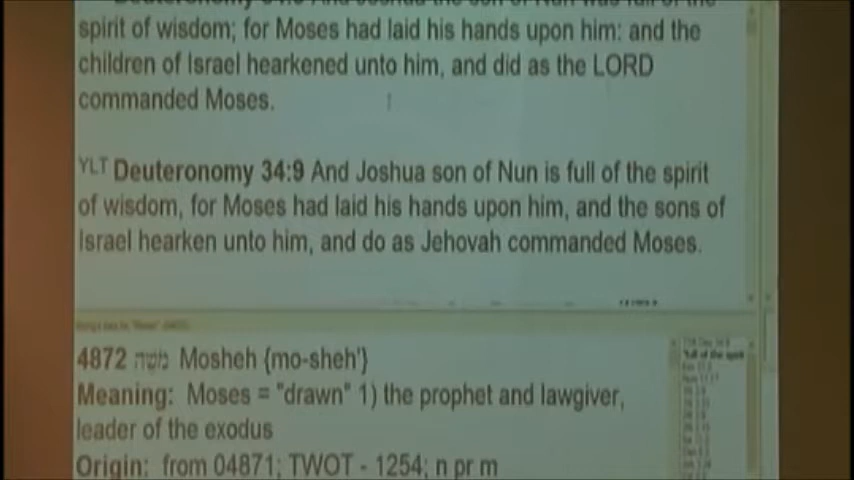 spirit of wisdom; for Moses had laid his hands upon him: and the
children of Israel hearkened unto him, and did as the LORD
commanded Moses.
YLT Deuteronomy 34:9 And Joshua son of Nun is full of the spirit
of wisdom, for Moses had laid his hands upon him, and the sons of
Israel hearken unto him, and do as Jehovah commanded Moses.
4872 משה Mosheh {mo-sheh'}
Meaning: Moses = "drawn" 1) the prophet and lawgiver,
leader of the exodus
Origin: from 04871; TWOT - 1254; n pr m